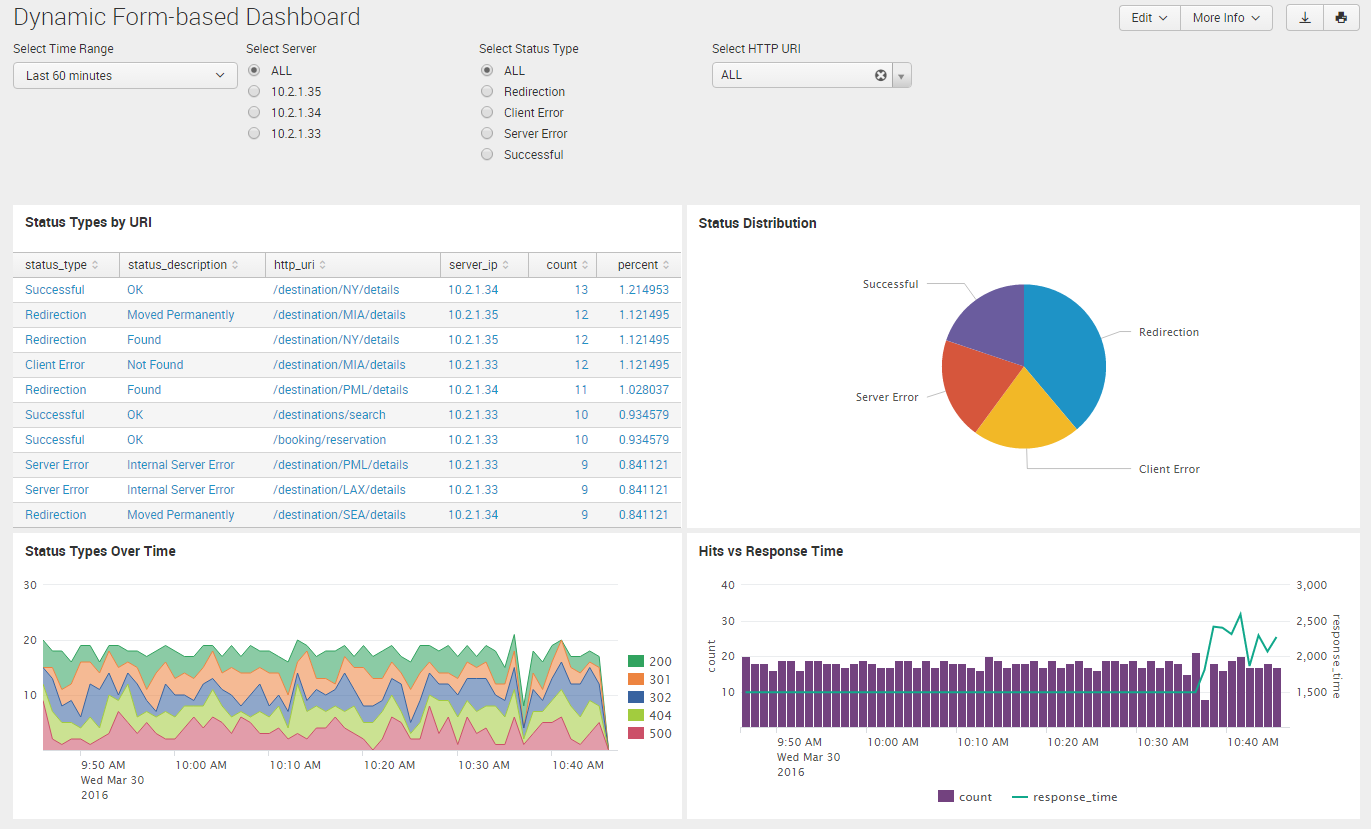 Dynamic Form-based Dashboard
Edit More Info
Select Time Range Select Server Select Status Type Select HTTP URI
Last 60 minutes ALL ALL ALL
10.2.1.35 Redirection
10.2.1.34 Client Error
10.2.1.33 Server Error
Successful
Status Types by URI
status_type status_description http_uri server_ip count percent
Successful OK /destination/NY/details 10.2.1.34 13 1.214953
Redirection Moved Permanently /destination/MIA/details 10.2.1.35 12 1.121495
Redirection Found /destination/NY/details 10.2.1.35 12 1.121495
Client Error Not Found /destination/MIA/details 10.2.1.33 12 1.121495
Redirection Found /destination/PML/details 10.2.1.34 11 1.028037
Successful OK /destinations/search 10.2.1.33 10 0.934579
Successful OK /booking/reservation 10.2.1.33 10 0.934579
Server Error Internal Server Error /destination/PML/details 10.2.1.33 9 0.841121
Server Error Internal Server Error /destination/LAX/details 10.2.1.33 9 0.841121
Redirection Moved Permanently /destination/SEA/details 10.2.1.34 9 0.841121
Status Distribution
Successful
Redirection
Server Error
Client Error
Status Types Over Time
30
20
10
200
301
302
404
500
9:50 AM 10:00 AM 10:10 AM 10:20 AM 10:30 AM 10:40 AM
Wed Mar 30
2016
Hits vs Response Time
40 3,000
30 2,500
20 2,000
10 1,500
count
response_time
9:50 AM 10:00 AM 10:10 AM 10:20 AM 10:30 AM 10:40 AM
Wed Mar 30
2016
count response_time